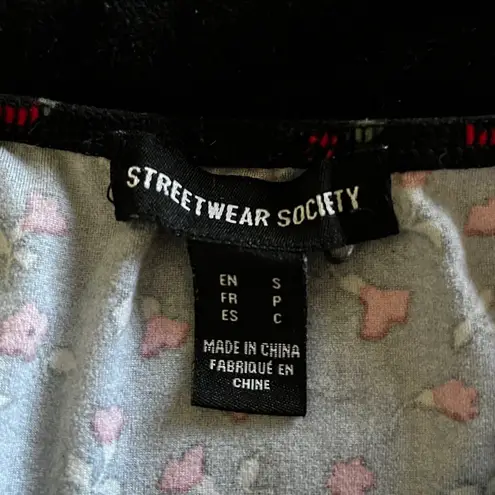 STREETWEAR SOCIETY
EN S
FR P
ES C
MADE IN CHINA
FABRIQUÉ EN
CHINE